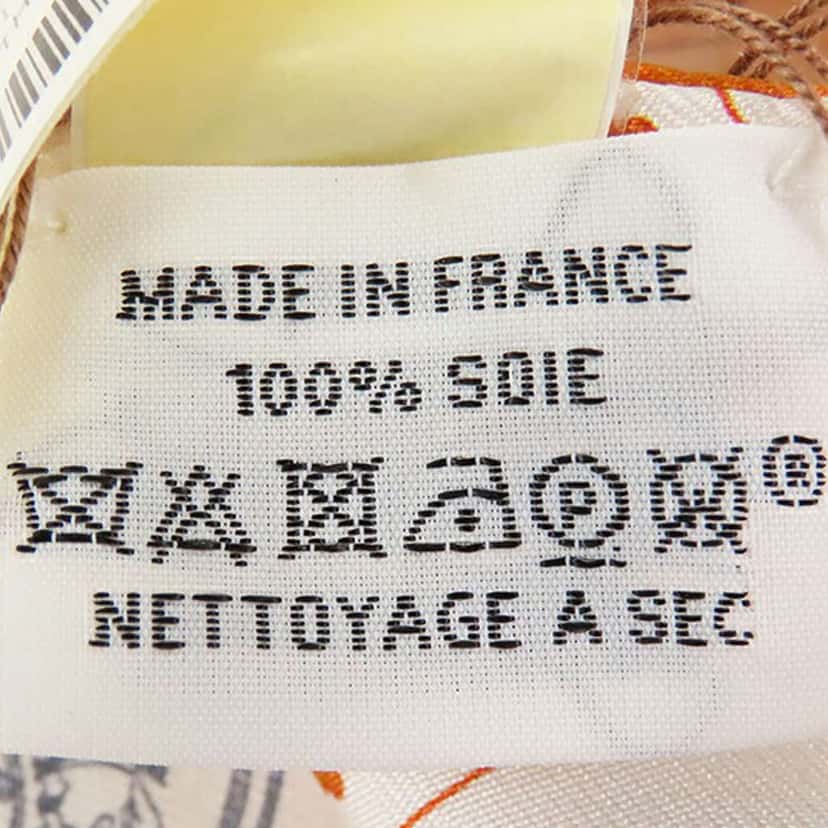 MADE IN FRANCE
100% SOIE
P W ®
NETTOYAGE A SEC